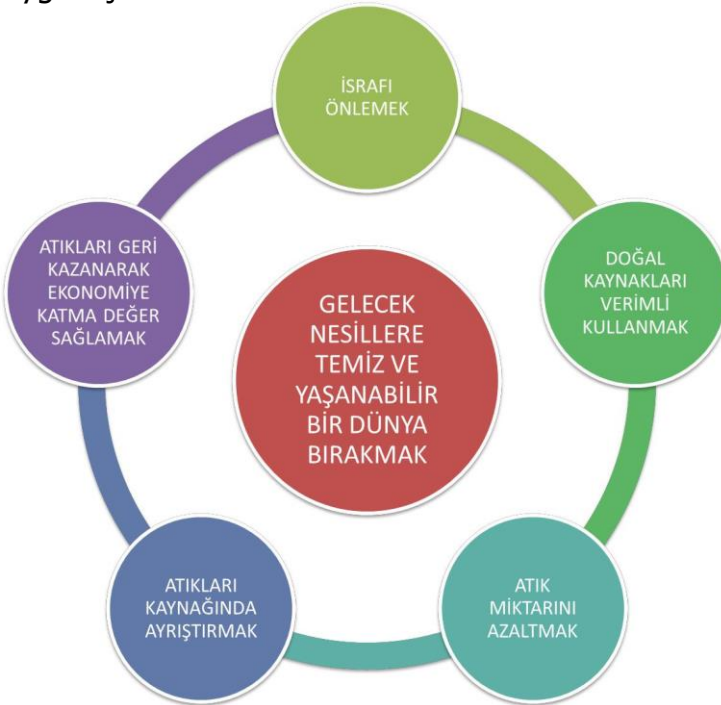 İSRAFI
ÖNLEMEK
DOĞAL
KAYNAKLARI
VERİMLİ
KULLANMAK
ATIK
MİKTARINI
AZALTMAK
ATIKLARI
KAYNAĞINDA
AYRIŞTIRMAK
ATIKLARI GERİ
KAZANARAK
EKONOMİYE
KATMA DEĞER
SAĞLAMAK
GELECEK
NESİLLERE
TEMİZ VE
YAŞANABİLİR
BİR DÜNYA
BIRAKMAK